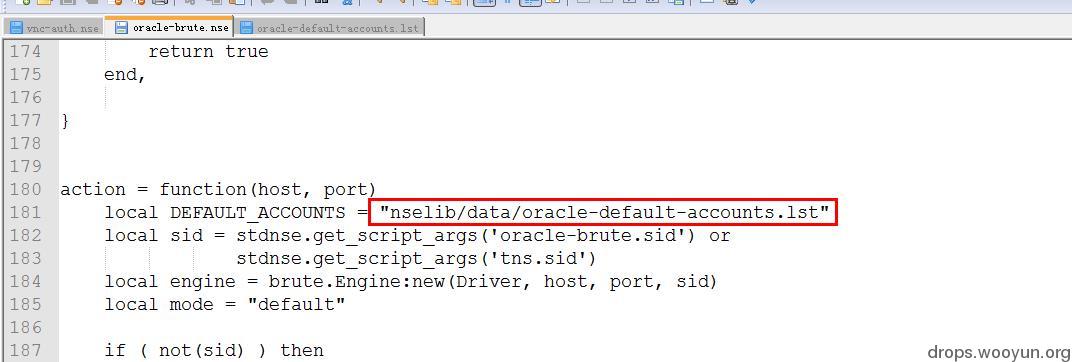 vnc-auth.nse oracle-brute.nse oracle-default-accounts.lst
174 return true
175 end,
176
177 }
178
179
180 action = function(host, port)
181 local DEFAULT_ACCOUNTS = "nselib/data/oracle-default-accounts.lst"
182 local sid = stdnse.get_script_args('oracle-brute.sid') or
183 stdnse.get_script_args('tns.sid')
184 local engine = brute.Engine:new(Driver, host, port, sid)
185 local mode = "default"
186
187 if ( not(sid) ) then
drops.wooyun.org